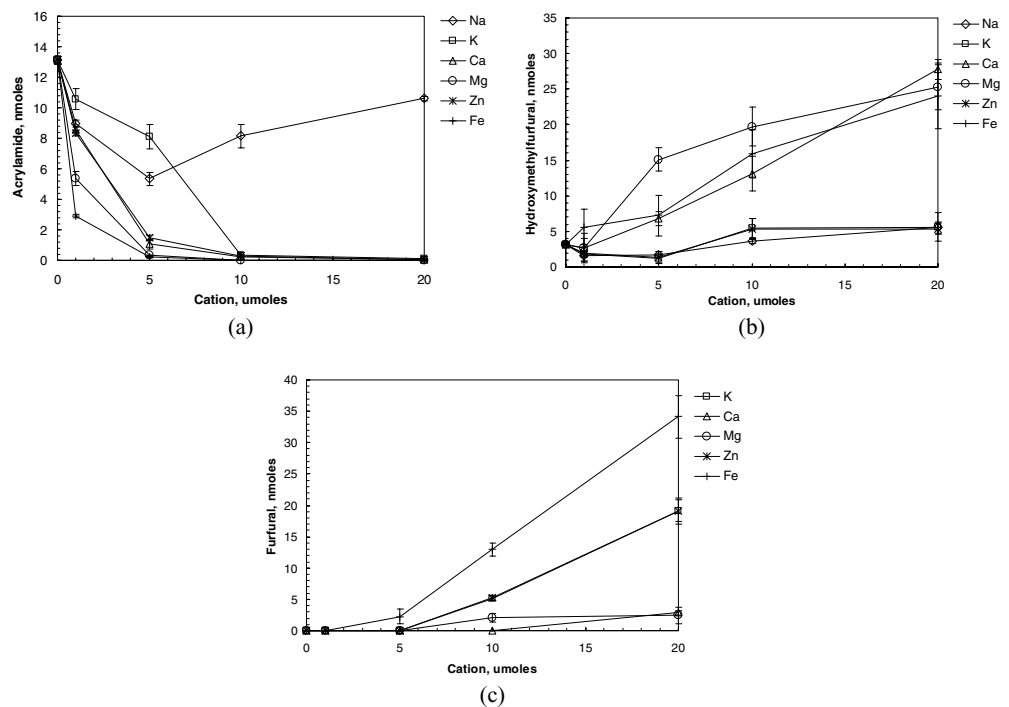 Acrylamide, nmoles
16
14
12
10
8
6
4
2
0
0 5 10 15 20
Cation, umoles
Na
K
Ca
Mg
Zn
Fe
(a)
Hydroxymethylfurfural, nmoles
35
30
25
20
15
10
5
0
0 5 10 15 20
Cation, umoles
Na
K
Ca
Mg
Zn
Fe
(b)
Furfural, nmoles
40
35
30
25
20
15
10
5
0
0 5 10 15 20
Cation, umoles
K
Ca
Mg
Zn
Fe
(c)